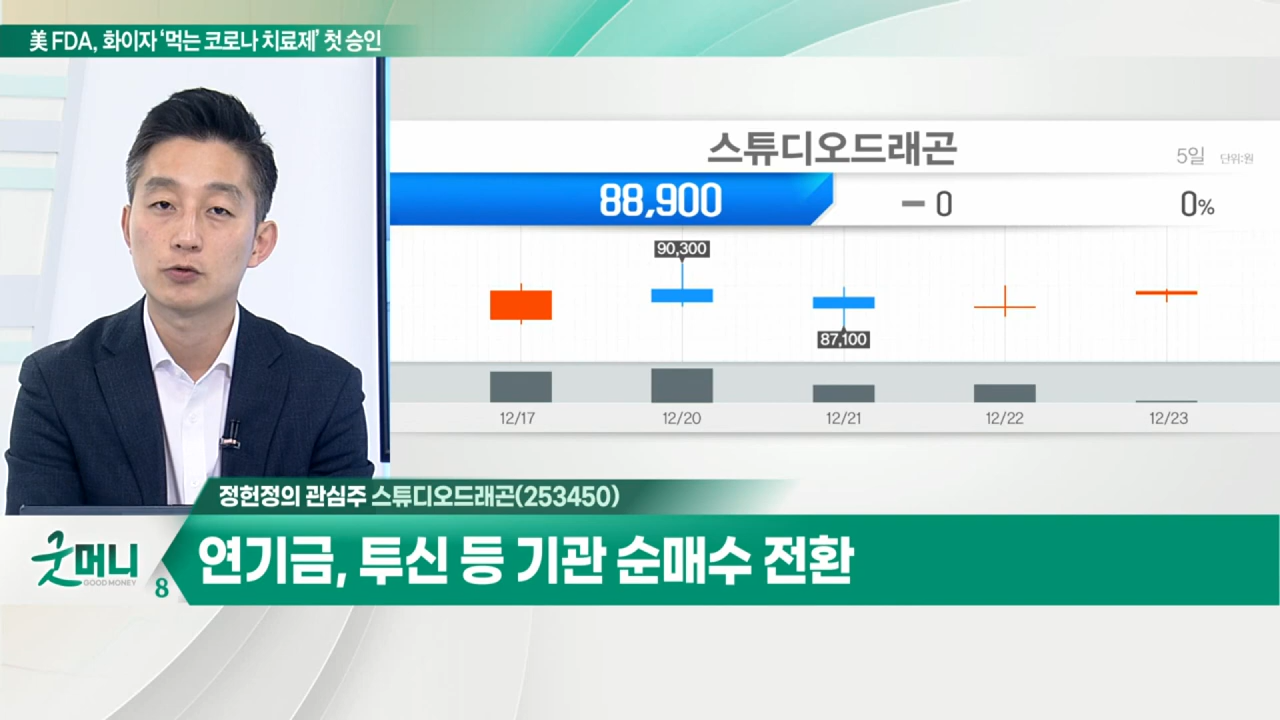 美 FDA, 화이자 ‘먹는 코로나 치료제’ 첫 승인
스튜디오드래곤
5일 단위:원
88,900 0 0%
90,300
87,100
12/17 12/20 12/21 12/22 12/23
정헌정의 관심주 스튜디오드래곤(253450)
굿머니
GOOD MONEY
8
연기금, 투신 등 기관 순매수 전환